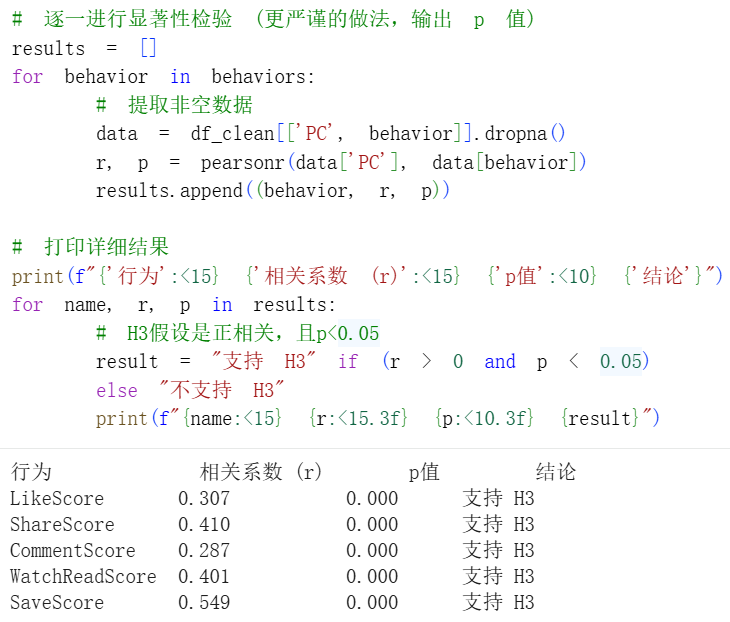 # 逐一进行显著性检验 (更严谨的做法，输出 p 值)
results = []
for behavior in behaviors:
    # 提取非空数据
    data = df_clean[['PC', behavior]].dropna()
    r, p = pearsonr(data['PC'], data[behavior])
    results.append((behavior, r, p))
# 打印详细结果
print(f"{'行为':<15} {'相关系数 (r)':<15} {'p值':<10} {'结论'}")
for name, r, p in results:
    # H3假设是正相关，且p<0.05
    result = "支持 H3" if (r > 0 and p < 0.05)
    else "不支持 H3"
    print(f"{name:<15} {r:<15.3f} {p:<10.3f} {result}")
行为 相关系数 (r) p值 结论
LikeScore 0.307 0.000 支持 H3
ShareScore 0.410 0.000 支持 H3
CommentScore 0.287 0.000 支持 H3
WatchReadScore 0.401 0.000 支持 H3
SaveScore 0.549 0.000 支持 H3